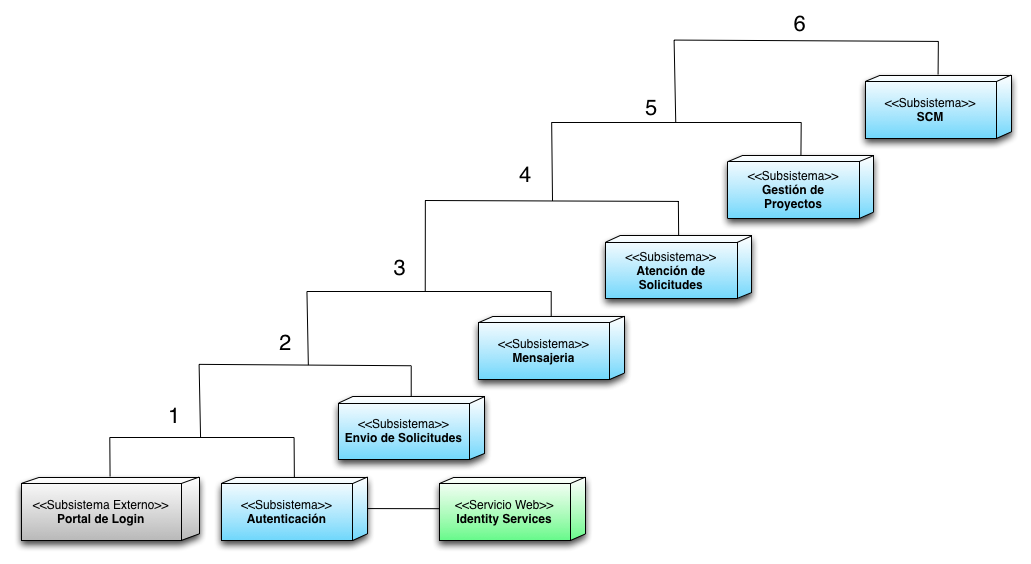 6
<<Subsistema>>
SCM
5
<<Subsistema>>
Gestión de
Proyectos
4
<<Subsistema>>
Atención de
Solicitudes
3
<<Subsistema>>
Mensajeria
2
<<Subsistema>>
Envio de Solicitudes
1
<<Subsistema Externo>>
Portal de Login
<<Subsistema>>
Autenticación
<<Servicio Web>>
Identity Services